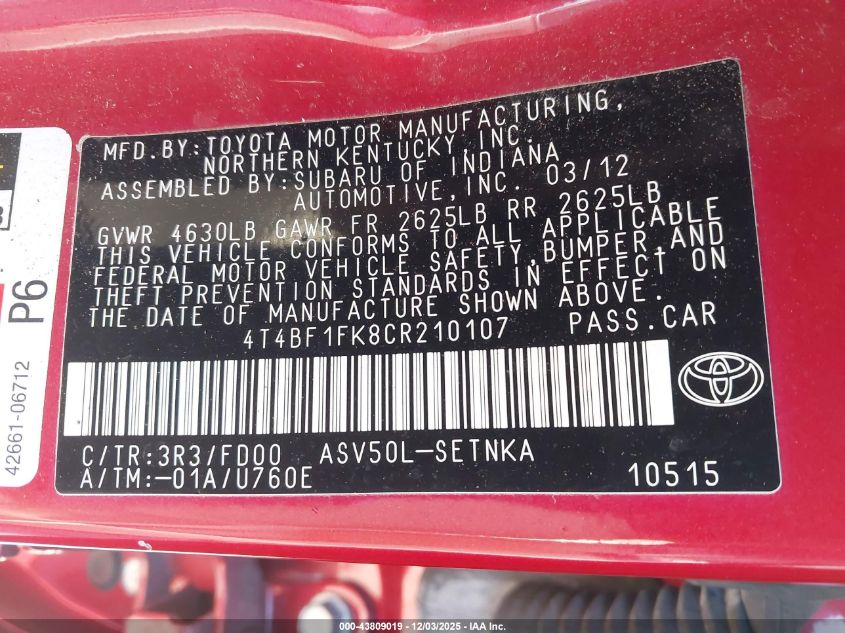 MFD.BY:TOYOTA MOTOR MANUFACTURING,
NORTHERN KENTUCKY,INC.
ASSEMBLED BY:SUBARU OF INDIANA
AUTOMOTIVE,INC. 03/12
GVWR 4630LB GAWR FR 2625LB RR 2625LB
THIS VEHICLE CONFORMS TO ALL APPLICABLE
FEDERAL MOTOR VEHICLE SAFETY,BUMPER,AND
THEFT PREVENTION STANDARDS IN EFFECT ON
THE DATE OF MANUFACTURE SHOWN ABOVE.
4T4BF1FK8CR210107 PASS.CAR
C/TR:3R3/FD00 ASV50L-SETNKA
A/TM:-01A/U760E 10515
P6
42661-06712
000-43809019 - 12/03/2025 - IAA, Inc.